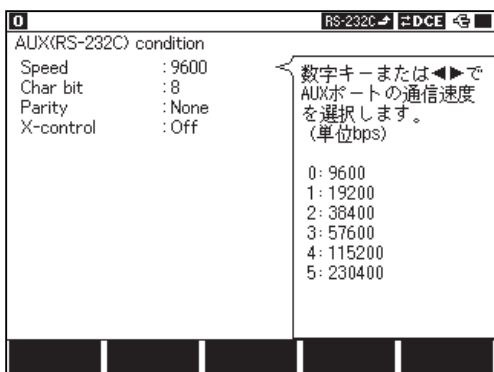 0 RS-232C DCE
AUX(RS-232C) condition
Speed :9600
Char bit :8
Parity :None
X-control :Off
数字キーまたは◀▶で
AUXポートの通信速度
を選択します。
(単位bps)
0:9600
1:19200
2:38400
3:57600
4:115200
5:230400